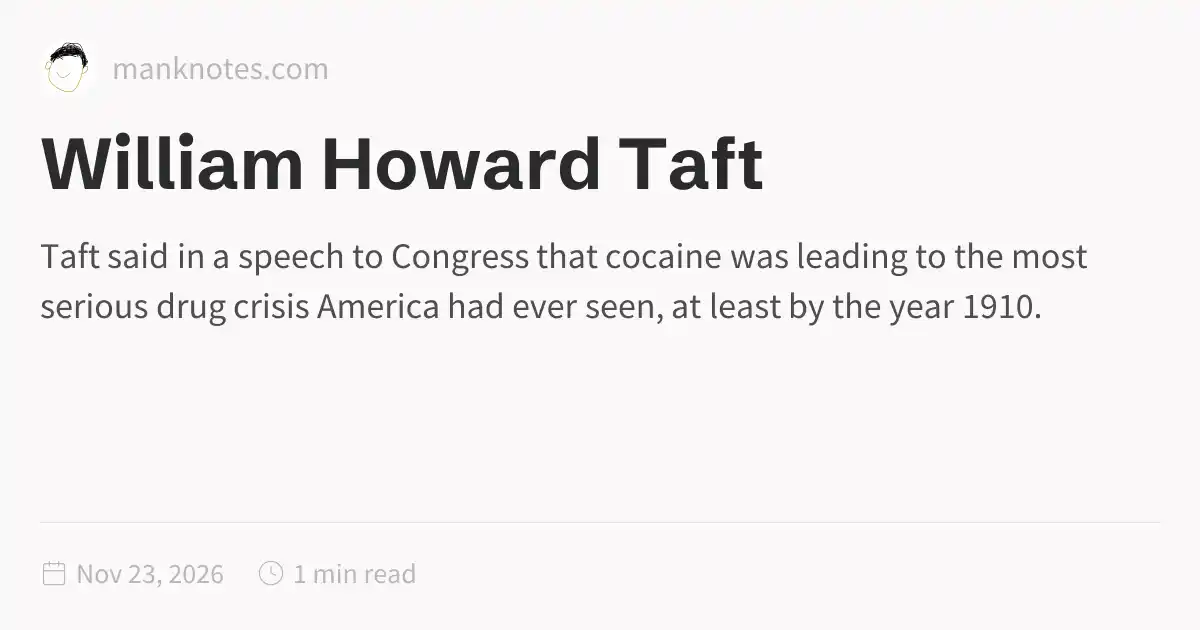 manknotes.com
William Howard Taft
Taft said in a speech to Congress that cocaine was leading to the most
serious drug crisis America had ever seen, at least by the year 1910.
Nov 23, 2026 1 min read